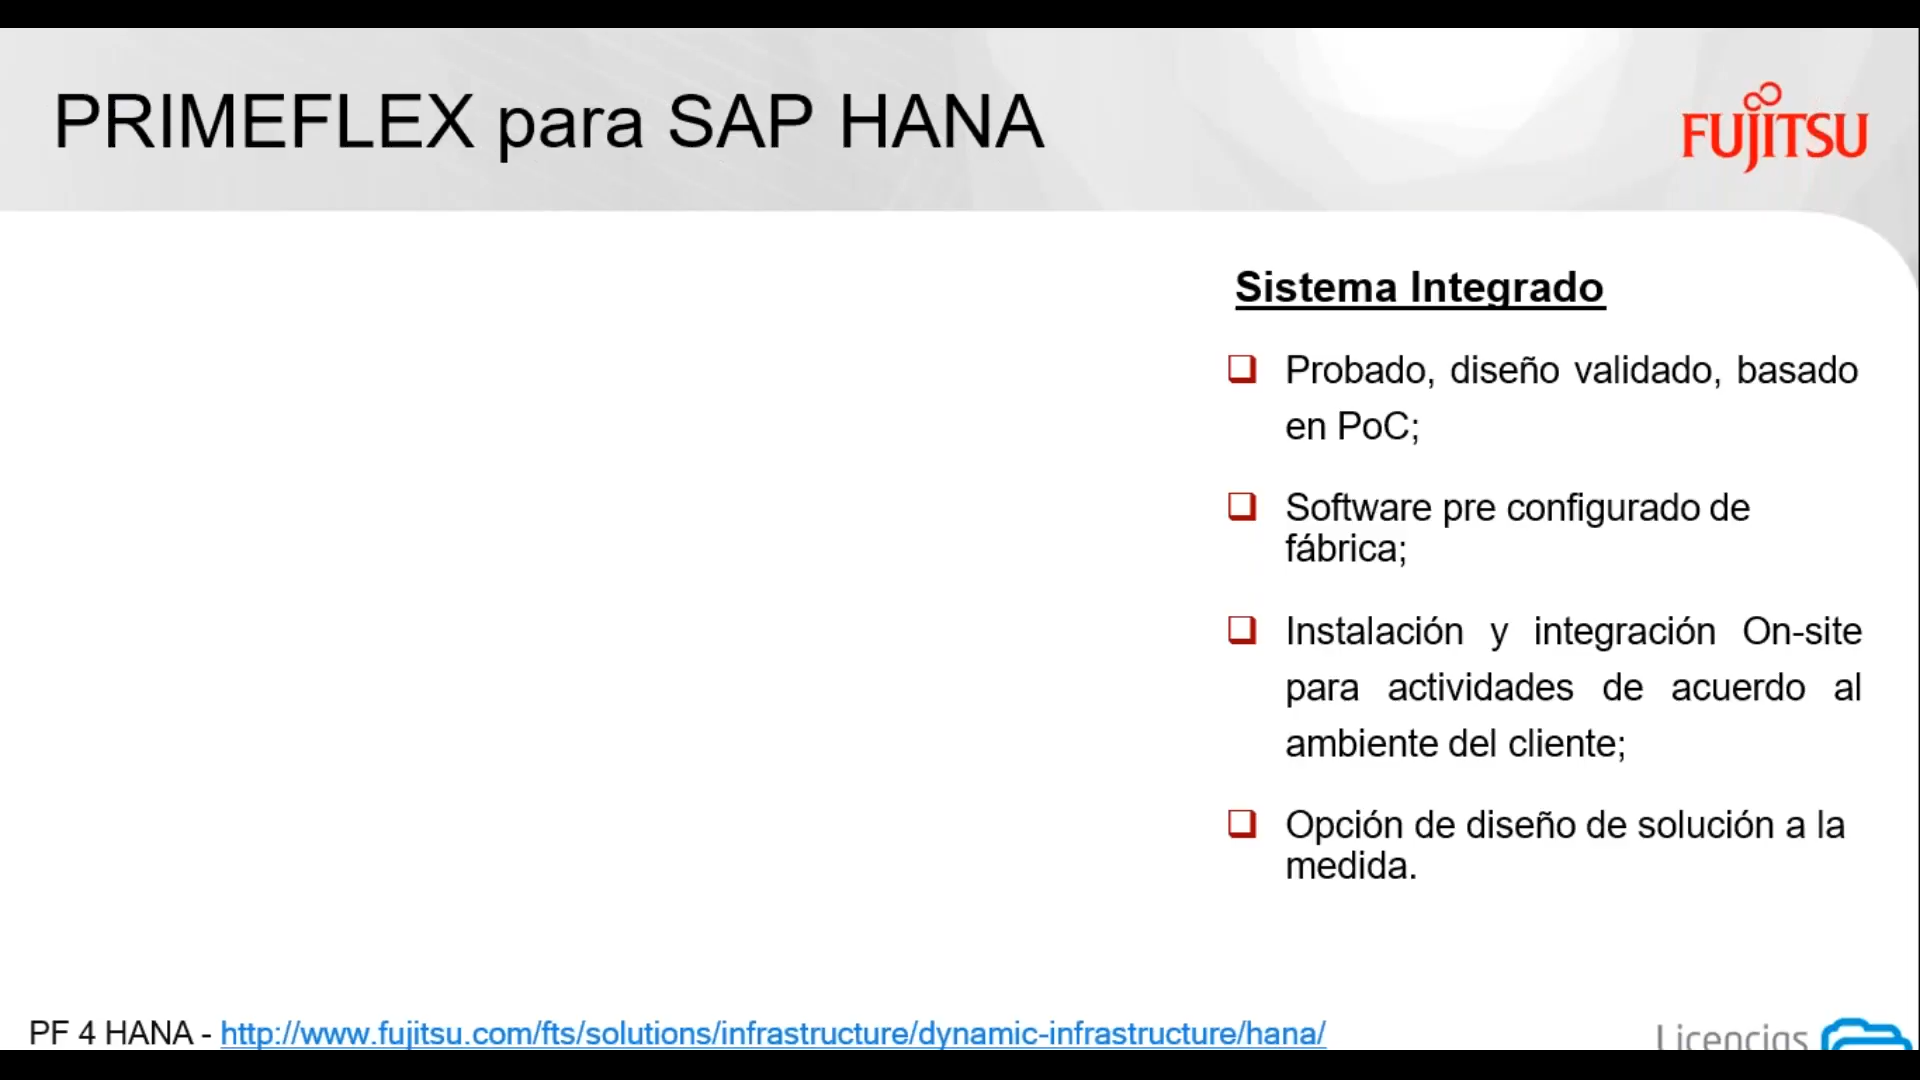 PRIMEFLEX para SAP HANA
FUJITSU
Sistema Integrado
Probado, diseño validado, basado
en PoC;
Software pre configurado de
fábrica;
Instalación y integración On-site
para actividades de acuerdo al
ambiente del cliente;
Opción de diseño de solución a la
medida.
PF 4 HANA - http://www.fujitsu.com/fts/solutions/infrastructure/dynamic-infrastructure/hana/
Licencias